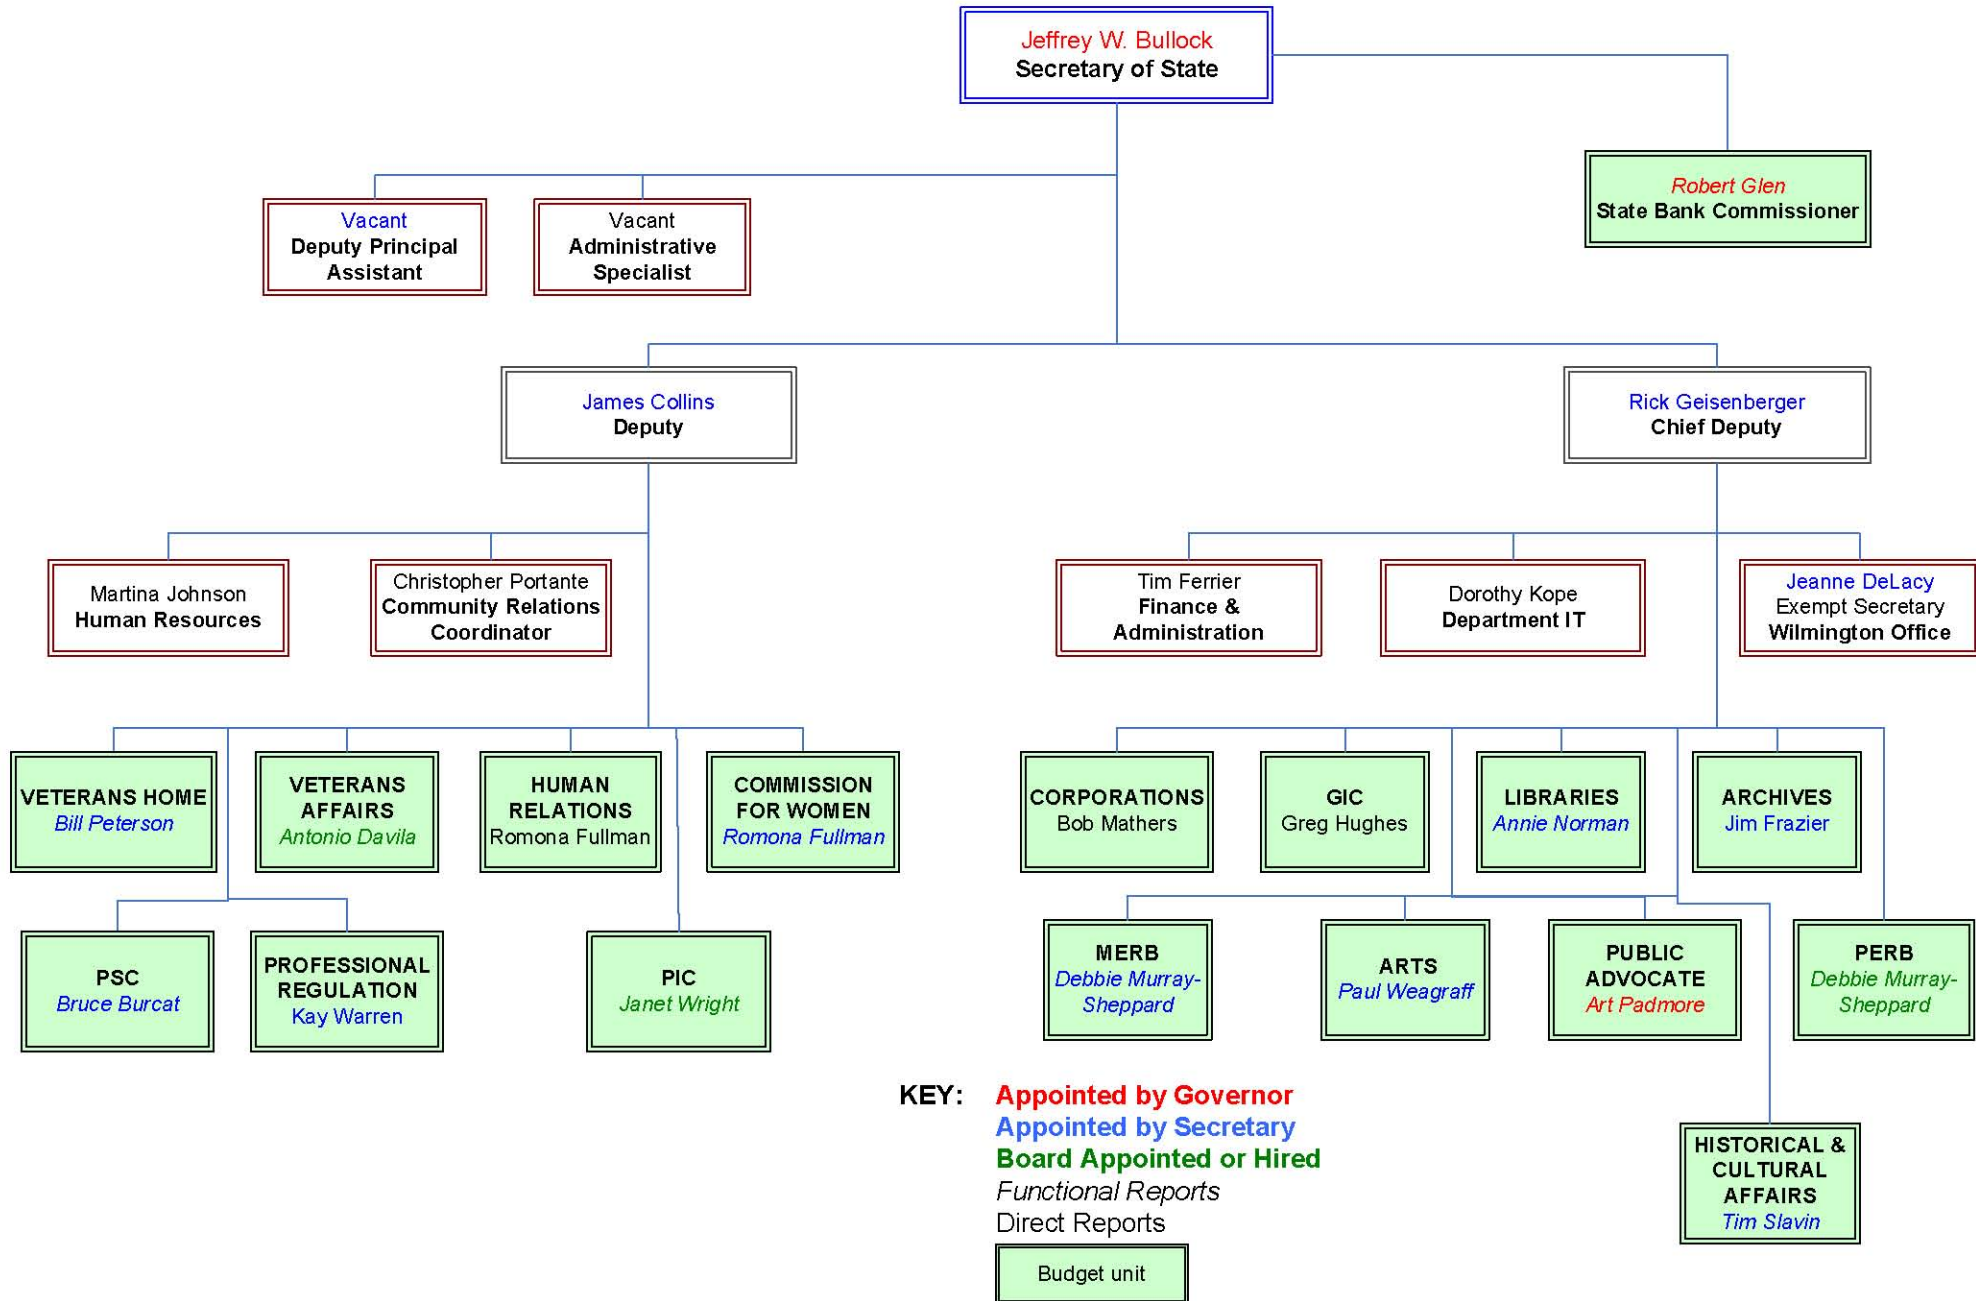 Jeffrey W. Bullock
Secretary of State
Robert Glen
State Bank Commissioner
Vacant
Deputy Principal
Assistant
Vacant
Administrative
Specialist
James Collins
Deputy
Rick Geisenberger
Chief Deputy
Martina Johnson
Human Resources
Christopher Portante
Community Relations
Coordinator
Tim Ferrier
Finance &
Administration
Dorothy Kope
Department IT
Jeanne DeLacy
Exempt Secretary
Wilmington Office
VETERANS HOME
Bill Peterson
VETERANS
AFFAIRS
Antonio Davila
HUMAN
RELATIONS
Romona Fullman
COMMISSION
FOR WOMEN
Romona Fullman
CORPORATIONS
Bob Mathers
GIC
Greg Hughes
LIBRARIES
Annie Norman
ARCHIVES
Jim Frazier
PSC
Bruce Burcat
PROFESSIONAL
REGULATION
Kay Warren
PIC
Janet Wright
MERB
Debbie Murray-
Sheppard
ARTS
Paul Weagraff
PUBLIC
ADVOCATE
Art Padmore
PERB
Debbie Murray-
Sheppard
HISTORICAL &
CULTURAL
AFFAIRS
Tim Slavin
KEY: Appointed by Governor
Appointed by Secretary
Board Appointed or Hired
Functional Reports
Direct Reports
Budget unit